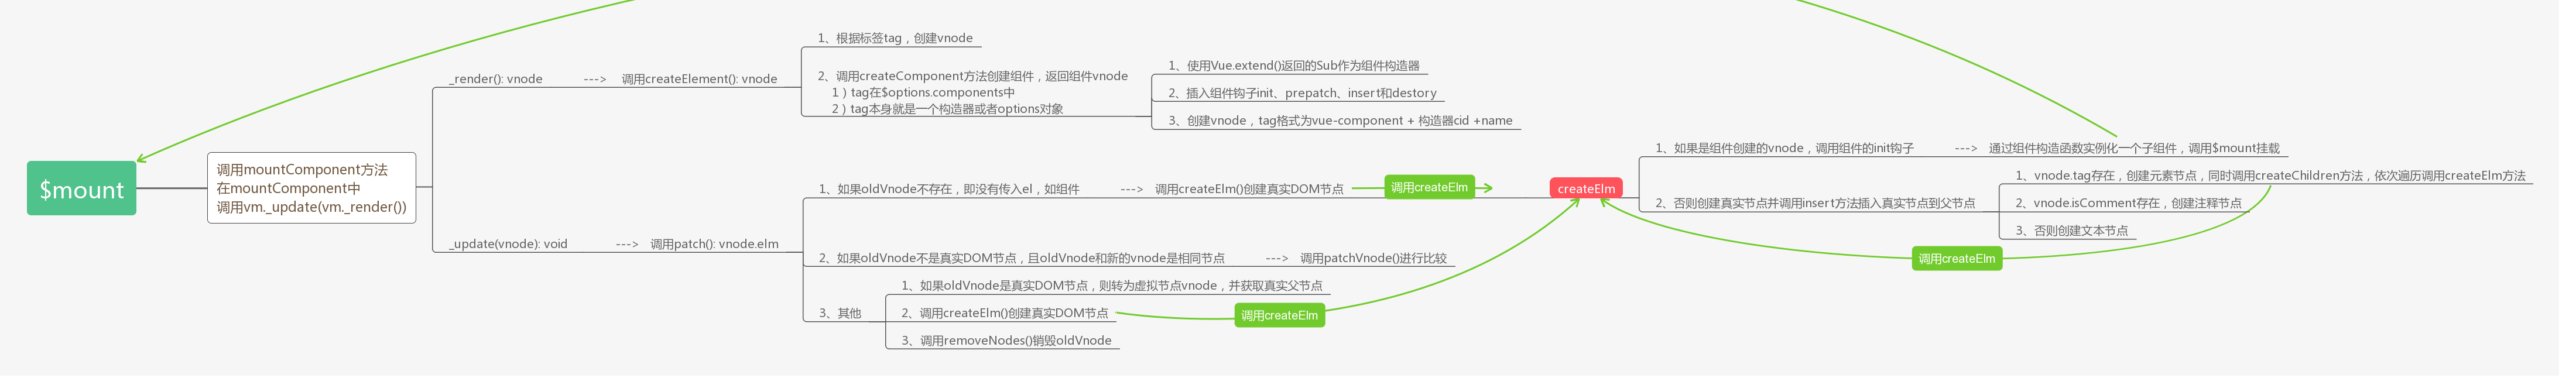 $mount
调用mountComponent方法
在mountComponent中
调用vm._update(vm._render())
_render(): vnode ---> 调用createElement(): vnode
1、根据标签tag，创建vnode
2、调用createComponent方法创建组件，返回组件vnode
1）tag在$options.components中
2）tag本身就是一个构造器或者options对象
1、使用Vue.extend()返回的Sub作为组件构造器
2、插入组件钩子init、prepatch、insert和destory
3、创建vnode，tag格式为vue-component + 构造器cid +name
_update(vnode): void ---> 调用patch(): vnode.elm
1、如果oldVnode不存在，即没有传入el，如组件 ---> 调用createElm()创建真实DOM节点
调用createElm
createElm
1、如果是组件创建的vnode，调用组件的init钩子 ---> 通过组件构造函数实例化一个子组件，调用$mount挂载
2、否则创建真实节点并调用insert方法插入真实节点到父节点
1、vnode.tag存在，创建元素节点，同时调用createChildren方法，依次遍历调用createElm方法
2、vnode.isComment存在，创建注释节点
3、否则创建文本节点
调用createElm
2、如果oldVnode不是真实DOM节点，且oldVnode和新的vnode是相同节点 ---> 调用patchVnode()进行比较
3、其他
1、如果oldVnode是真实DOM节点，则转为虚拟节点vnode，并获取真实父节点
2、调用createElm()创建真实DOM节点
调用createElm
3、调用removeNodes()销毁oldVnode